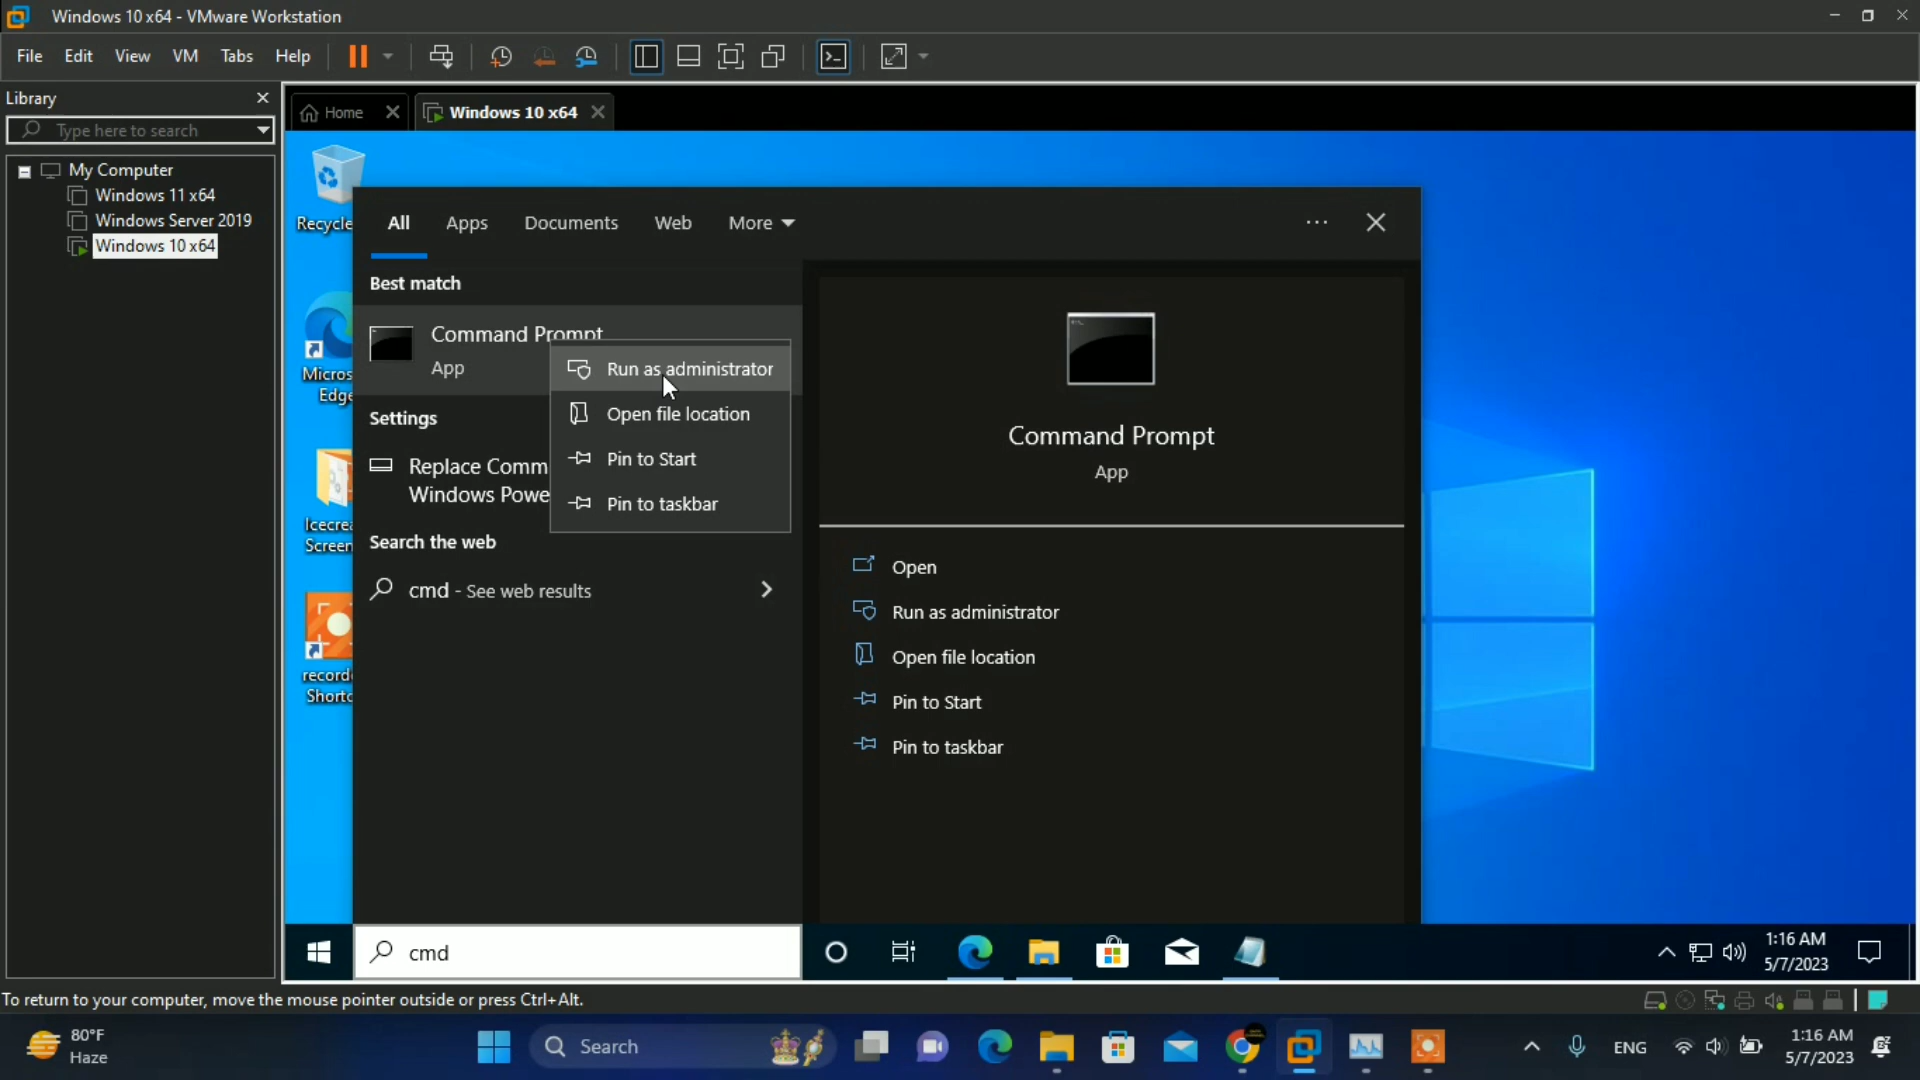 Windows 10 x64 - VMware Workstation
File Edit View VM Tabs Help
Library
Type here to search
My Computer
Windows 11 x64
Windows Server 2019
Windows 10 x64
Home
Windows 10 x64
Recycle
Micros
Edge
Icecrea
Screen
Shortc
All Apps Documents Web More
Best match
Command Prompt
App
Run as administrator
Open file location
Pin to Start
Pin to taskbar
Settings
Replace Comm
Windows Powe
Search the web
cmd - See web results
Command Prompt
App
Open
Run as administrator
Open file location
Pin to Start
Pin to taskbar
cmd
1:16 AM
5/7/2023
To return to your computer, move the mouse pointer outside or press Ctrl+Alt.
80°F
Haze
Search
ENG
1:16 AM
5/7/2023